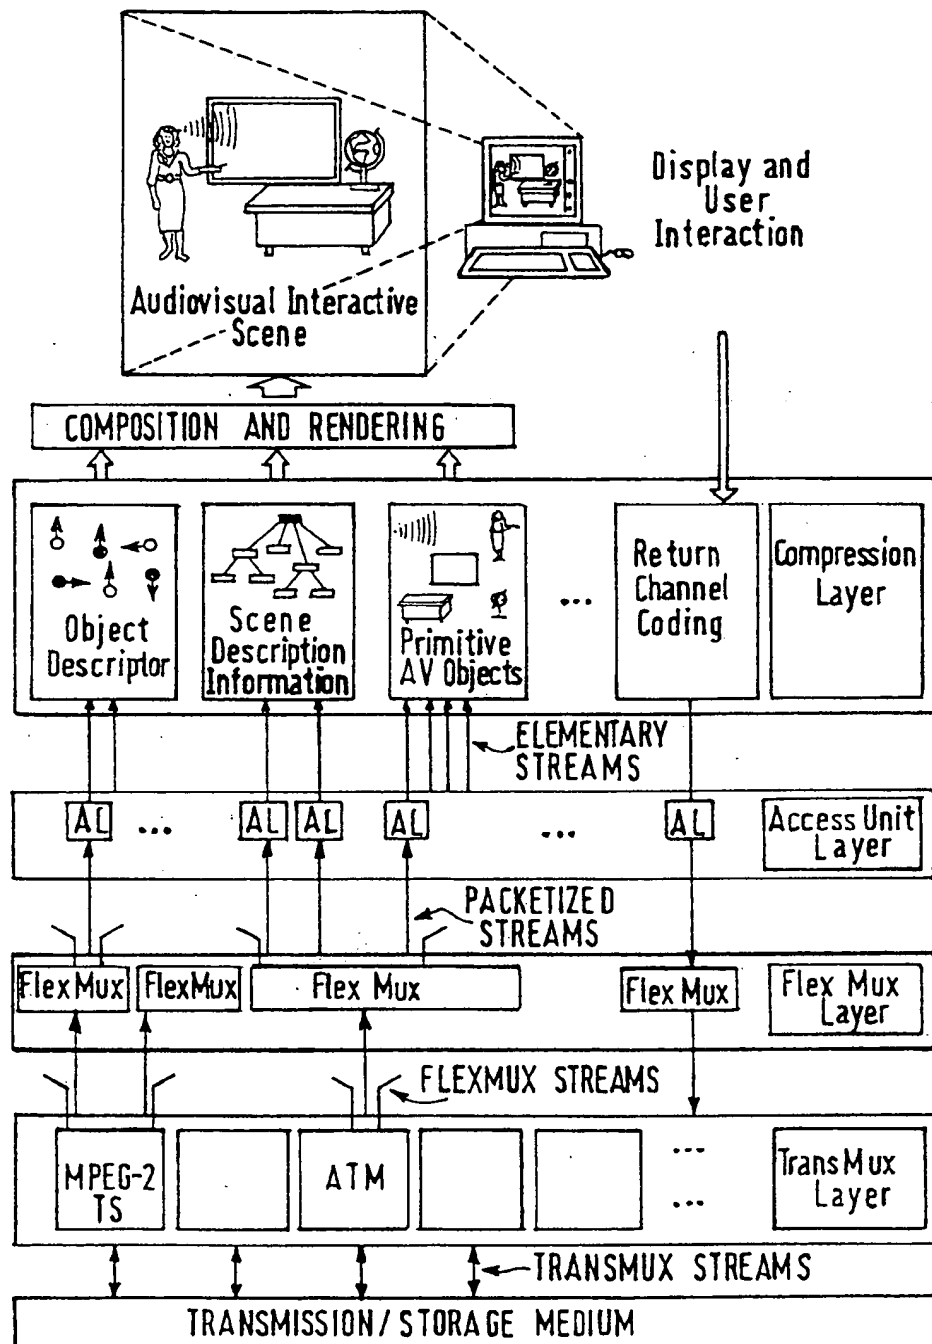 Display and
User
Interaction
Audiovisual Interactive
Scene
COMPOSITION AND RENDERING
Object
Descriptor
Scene
Description
Information
Primitive
AV Objects
...
Return
Channel
Coding
Compression
Layer
ELEMENTARY
STREAMS
AL
...
AL
AL
AL
...
AL
Access Unit
Layer
PACKETIZED
STREAMS
FlexMux
FlexMux
Flex Mux
Flex Mux
Flex Mux
Layer
FLEXMUX STREAMS
MPEG-2
TS
ATM
...
...
TransMux
Layer
TRANSMUX STREAMS
TRANSMISSION/STORAGE MEDIUM